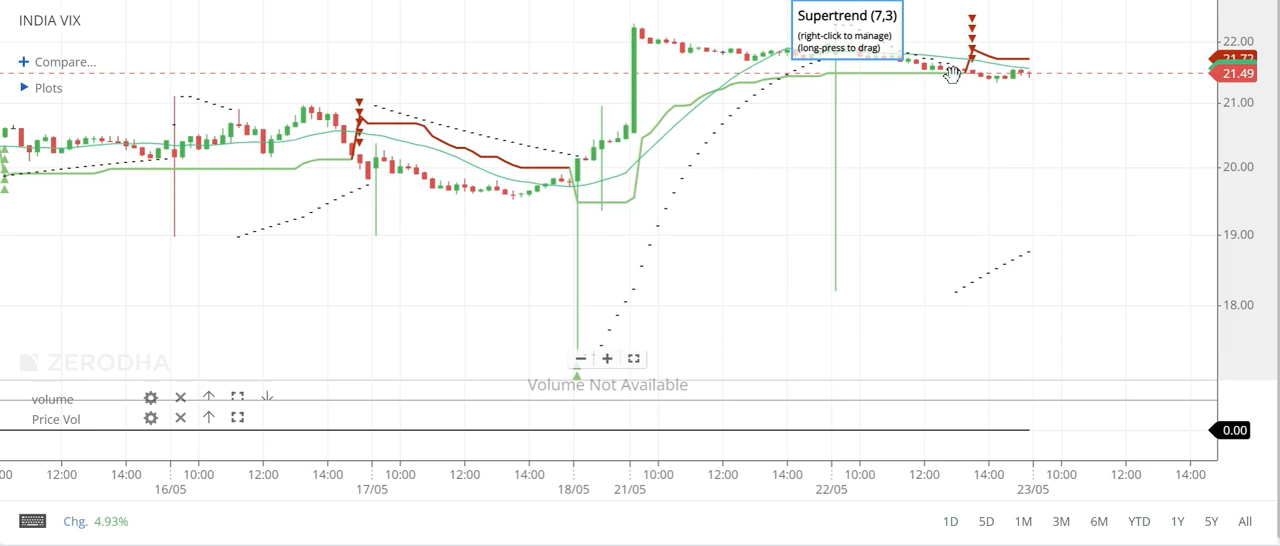 INDIA VIX
Supertrend (7,3)
(right-click to manage)
(long-press to drag)
Compare...
Plots
22.00
21.72
21.49
21.00
20.00
19.00
18.00
ZERODHA
Volume Not Available
volume
Price Vol
0.00
00 12:00 14:00 10:00 12:00 14:00 10:00 12:00 14:00 10:00 12:00 14:00 10:00 12:00 14:00 10:00 12:00 14:00
16/05 17/05 18/05 21/05 22/05 23/05
Chg. 4.93% 1D 5D 1M 3M 6M YTD 1Y 5Y All